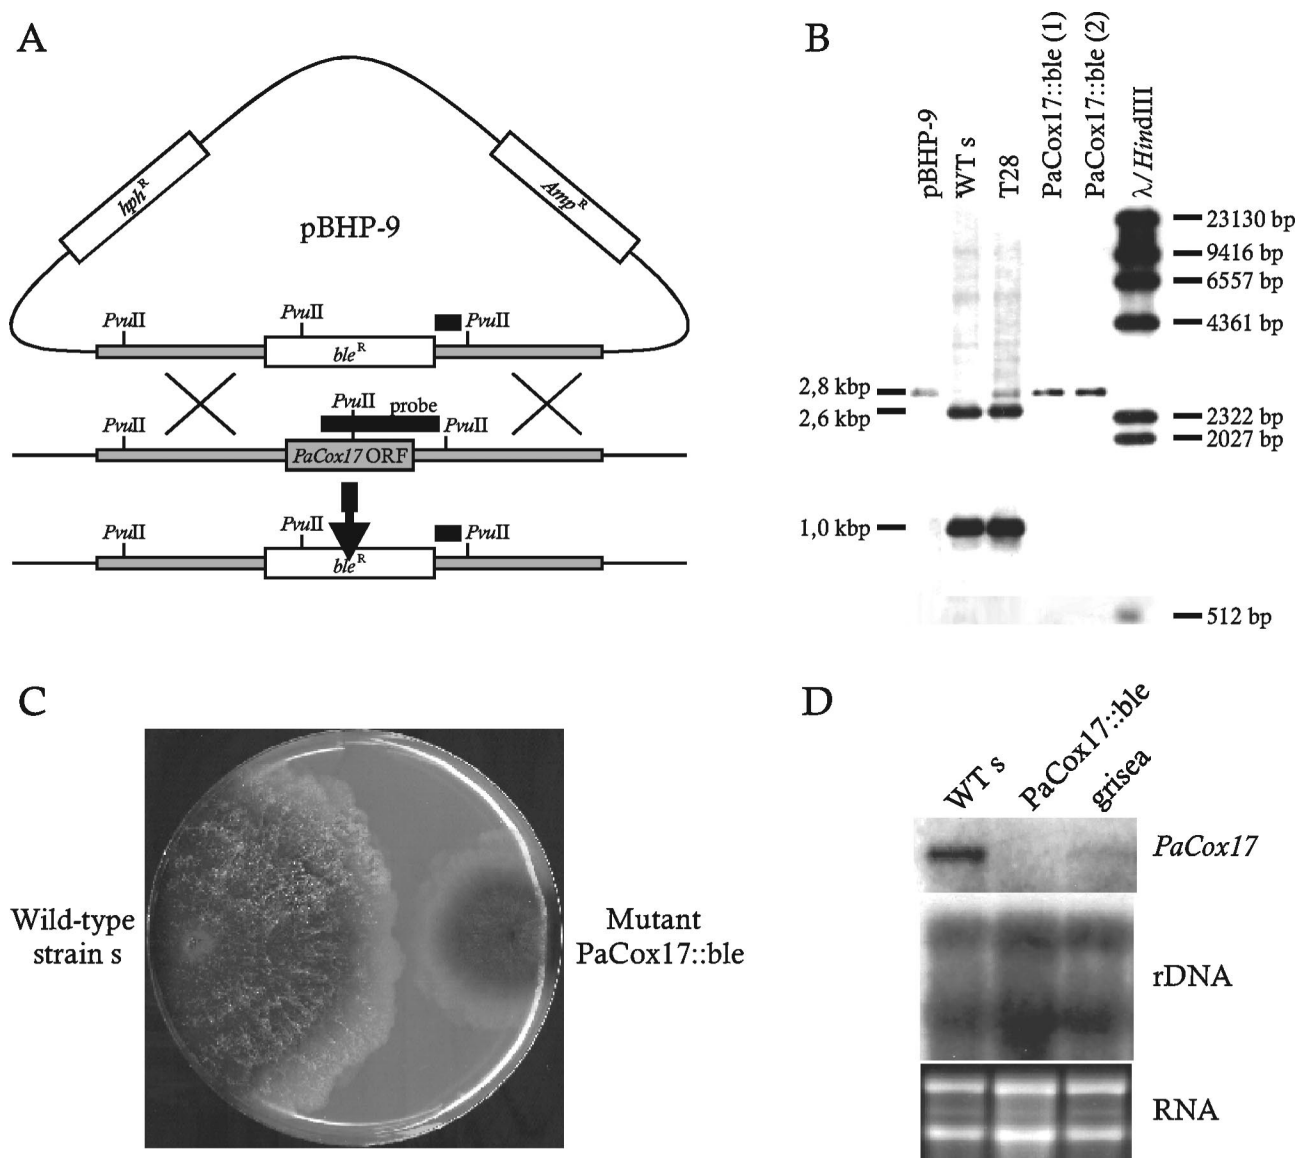 A
hph R
Amp R
pBHP-9
PvuII
PvuII
PvuII
ble R
PvuII
probe
PvuII
PvuII
PaCox17 ORF
PvuII
PvuII
PvuII
ble R
B
pBHP-9
WT s
T28
PaCox17::ble (1)
PaCox17::ble (2)
λ/HindIII
23130 bp
9416 bp
6557 bp
4361 bp
2,8 kbp
2,6 kbp
2322 bp
2027 bp
1,0 kbp
512 bp
C
Wild-type
strain s
Mutant
PaCox17::ble
D
WT s
PaCox17::ble
grisea
PaCox17
rDNA
RNA